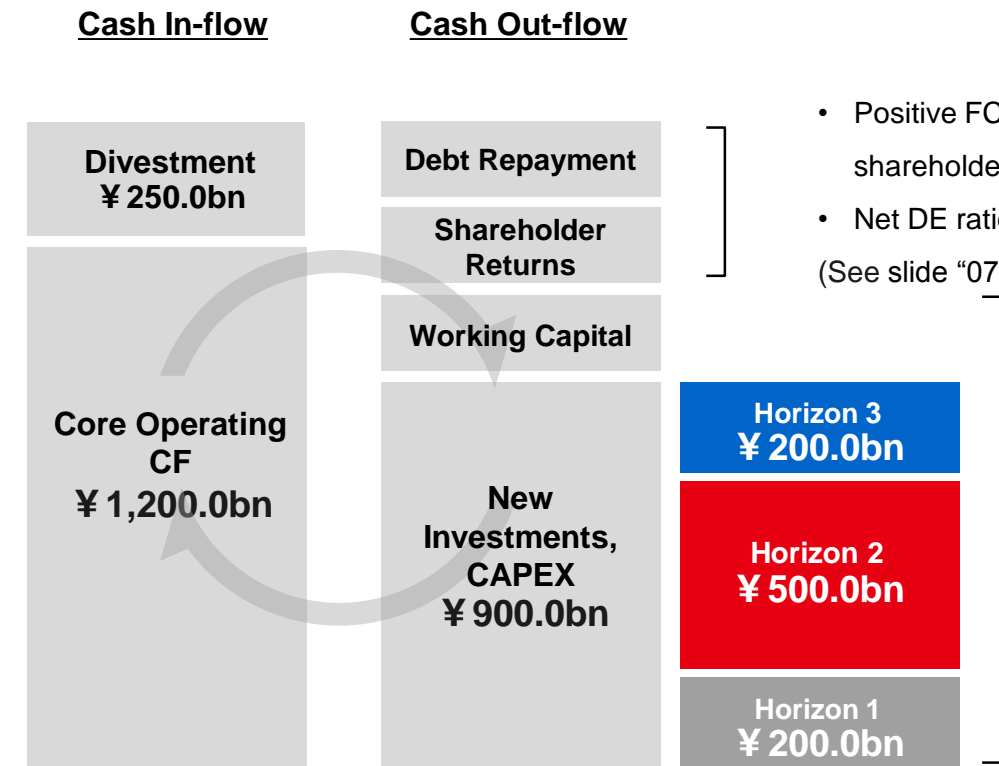 Cash In-flow
Cash Out-flow
Divestment
¥ 250.0bn
Core Operating
CF
¥ 1,200.0bn
Debt Repayment
Shareholder
Returns
Working Capital
New
Investments,
CAPEX
¥ 900.0bn
Horizon 3
¥ 200.0bn
Horizon 2
¥ 500.0bn
Horizon 1
¥ 200.0bn
• Positive FC
shareholde
• Net DE rati
(See slide “07